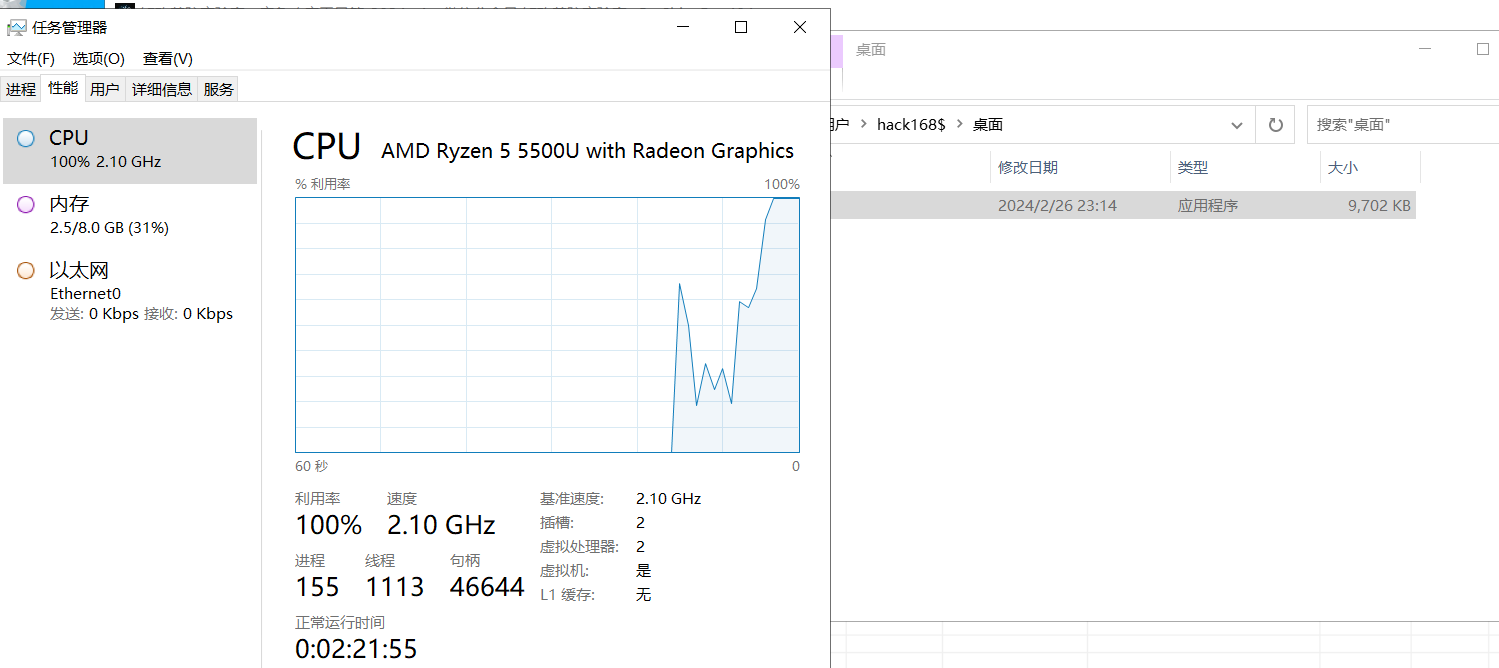 任务管理器
文件(F) 选项(O) 查看(V)
进程 性能 用户 详细信息 服务
CPU
100% 2.10 GHz
内存
2.5/8.0 GB (31%)
以太网
Ethernet0
发送: 0 Kbps 接收: 0 Kbps
CPU AMD Ryzen 5 5500U with Radeon Graphics
% 利用率 100%
60 秒 0
利用率 速度
100% 2.10 GHz
进程 线程 句柄
155 1113 46644
正常运行时间
0:02:21:55
基准速度: 2.10 GHz
插槽: 2
虚拟处理器: 2
虚拟机: 是
L1 缓存: 无
桌面
户 > hack168$ > 桌面
搜索"桌面"
修改日期 类型 大小
2024/2/26 23:14 应用程序 9,702 KB